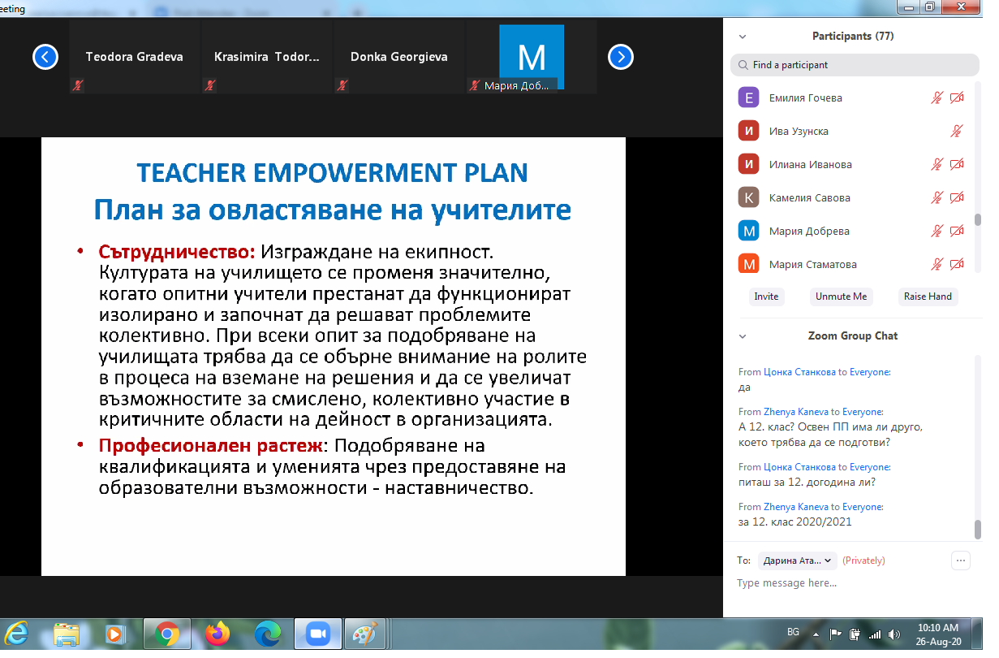 eeting
Teodora Gradeva
Krasimira Todor...
Donka Georgieva
M
Мария Доб...
TEACHER EMPOWERMENT PLAN
План за овластяване на учителите
• Сътрудничество: Изграждане на екипност.
Културата на училището се променя значително,
когато опитни учители престанат да функционират
изолирано и започнат да решават проблемите
колективно. При всеки опит за подобряване на
училищата трябва да се обърне внимание на ролите
в процеса на вземане на решения и да се увеличат
възможностите за смислено, колективно участие в
критичните области на дейност в организацията.
• Професионален растеж: Подобряване на
квалификацията и уменията чрез предоставяне на
образователни възможности - наставничество.
Participants (77)
Find a participant
Е Емилия Гочева
И Ива Узунска
И Илиана Иванова
К Камелия Савова
М Мария Добрева
М Мария Стаматова
Invite
Unmute Me
Raise Hand
Zoom Group Chat
From Цонка Станкова to Everyone:
да
From Zhenya Kaneva to Everyone:
А 12. клас? Освен ПП има ли друго,
което трябва да се подготви?
From Цонка Станкова to Everyone:
питаш за 12. догодина ли?
From Zhenya Kaneva to Everyone:
за 12. клас 2020/2021
To: Дарина Ата... (Privately)
Type message here...
BG
10:10 AM
26-Aug-20